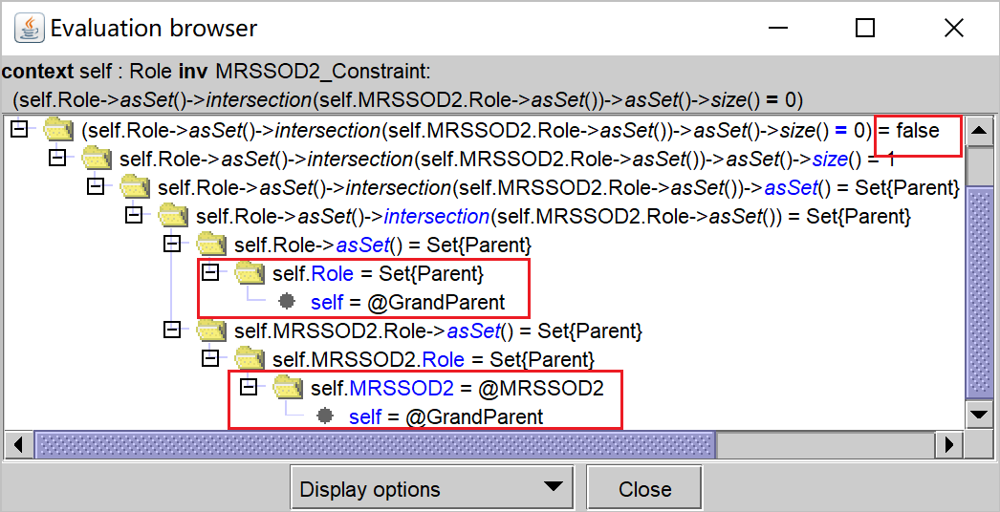 Evaluation browser
context self : Role inv MRSSOD2_Constraint:
(self.Role->asSet()->intersection(self.MRSSOD2.Role->asSet())->asSet()->size() = 0)
(self.Role->asSet()->intersection(self.MRSSOD2.Role->asSet())->asSet()->size() = 0) = false
self.Role->asSet()->intersection(self.MRSSOD2.Role->asSet())->asSet()->size() = 1
self.Role->asSet()->intersection(self.MRSSOD2.Role->asSet())->asSet() = Set{Parent}
self.Role->asSet()->intersection(self.MRSSOD2.Role->asSet()) = Set{Parent}
self.Role->asSet() = Set{Parent}
self.Role = Set{Parent}
self = @GrandParent
self.MRSSOD2.Role->asSet() = Set{Parent}
self.MRSSOD2.Role = Set{Parent}
self.MRSSOD2 = @MRSSOD2
self = @GrandParent
Display options
Close